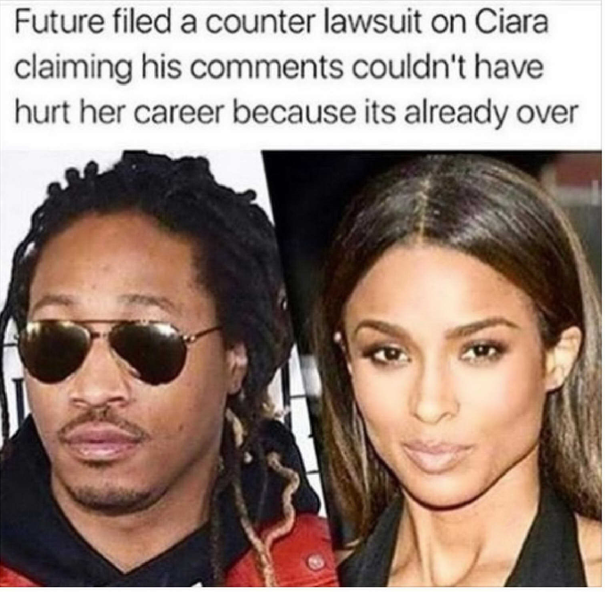 Future filed a counter lawsuit on Ciara
claiming his comments couldn't have
hurt her career because its already over